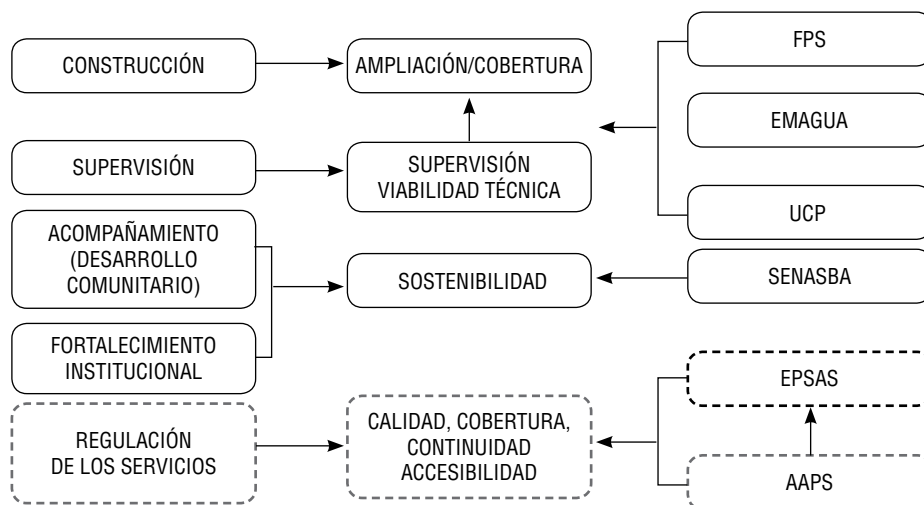 CONSTRUCCIÓN
AMPLIACIÓN/COBERTURA
FPS
EMAGUA
SUPERVISIÓN
SUPERVISIÓN
VIABILIDAD TÉCNICA
UCP
ACOMPAÑAMIENTO
(DESARROLLO
COMUNITARIO)
SOSTENIBILIDAD
SENASBA
FORTALECIMIENTO
INSTITUCIONAL
EPSAS
REGULACIÓN
DE LOS SERVICIOS
CALIDAD, COBERTURA,
CONTINUIDAD
ACCESIBILIDAD
AAPS